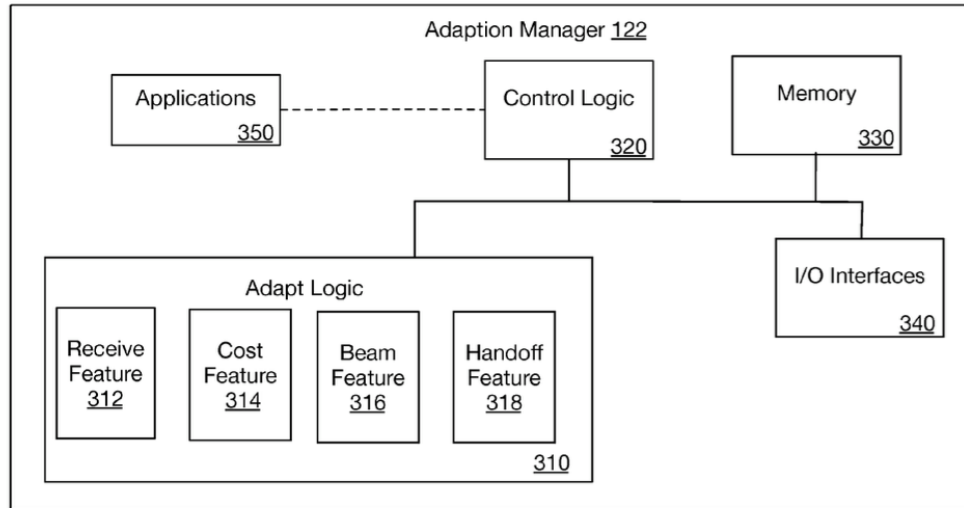 Adaption Manager 122
Applications
350
Control Logic
320
Memory
330
I/O Interfaces
340
Adapt Logic
Receive
Feature
312
Cost
Feature
314
Beam
Feature
316
Handoff
Feature
318
310